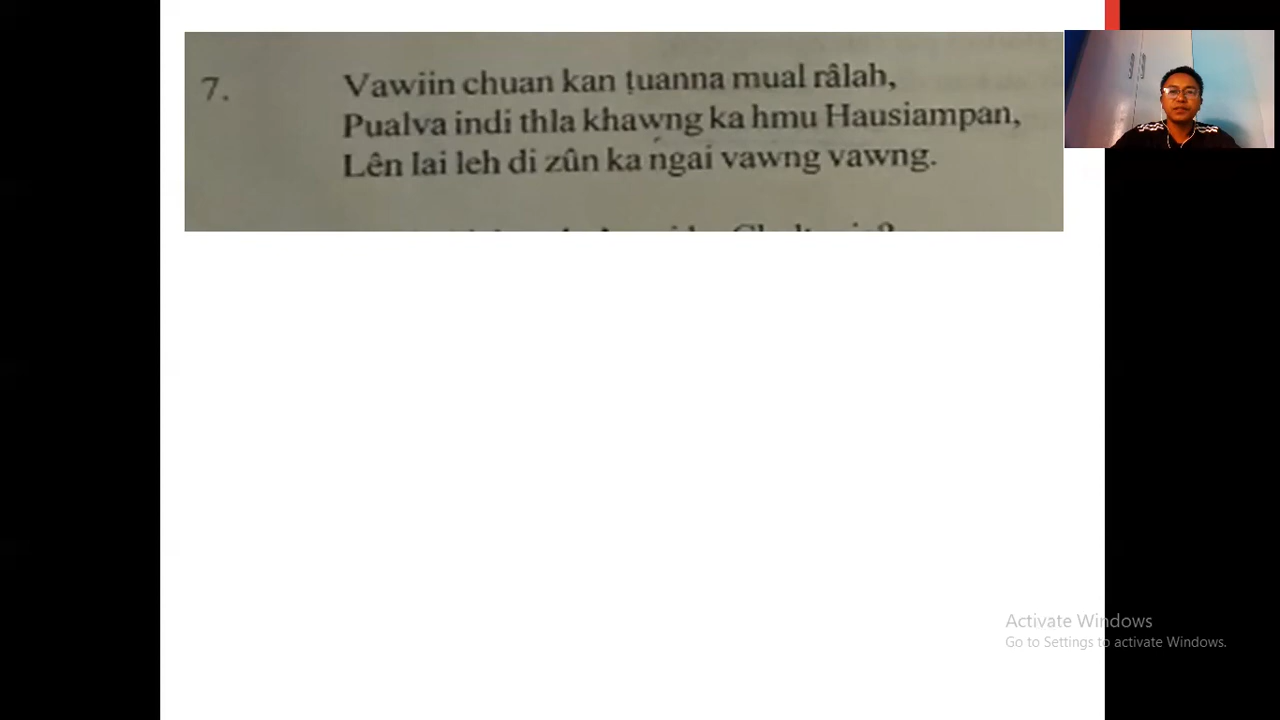 7. Vawiin chuan kan ṭuanna mual râlah,
Pualva indi thla khawng ka hmu Hausiampan,
Lên lai leh di zûn ka ngai vawng vawng.
Activate Windows
Go to Settings to activate Windows.